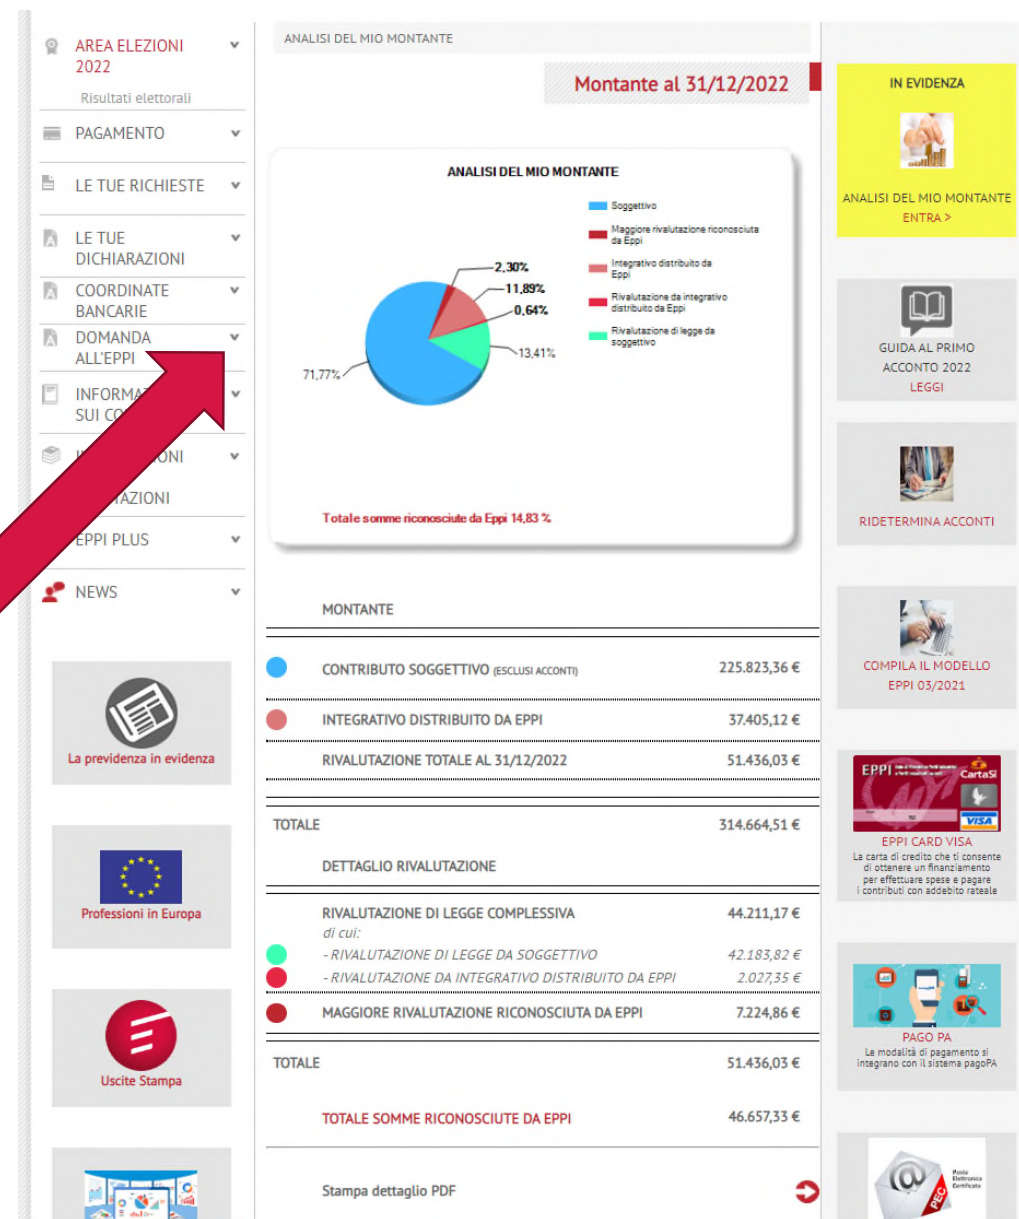 AREA ELEZIONI
2022
Risultati elettorali
PAGAMENTO
LE TUE RICHIESTE
LE TUE
DICHIARAZIONI
COORDINATE
BANCARIE
DOMANDA
ALL'EPPI
SUI
EPPI PLUS
NEWS
La previdenza in evidenza
Professioni in Europa
Uscite Stampa
ANALISI DEL MIO MONTANTE
Montante al 31/12/2022
ANALISI DEL MIO MONTANTE
Soggettivo
Maggiore rivalutazione riconosciuta
da Eppi
Integrativo distribuito da
Eppi
Rivalutazione da integrativo
distribuito da Eppi
Rivalutazione di legge da
soggettivo
2,30%
11,89%
0,64%
13,41%
71,77%
Totale somme riconosciute da Eppi 14,83 %
MONTANTE
CONTRIBUTO SOGGETTIVO (ESCLUSI ACCONTI) 225.823,36 €
INTEGRATIVO DISTRIBUITO DA EPPI 37.405,12 €
RIVALUTAZIONE TOTALE AL 31/12/2022 51.436,03 €
TOTALE 314.664,51 €
DETTAGLIO RIVALUTAZIONE
RIVALUTAZIONE DI LEGGE COMPLESSIVA 44.211,17 €
di cui:
- RIVALUTAZIONE DI LEGGE DA SOGGETTIVO 42.183,82 €
- RIVALUTAZIONE DA INTEGRATIVO DISTRIBUITO DA EPPI 2.027,35 €
MAGGIORE RIVALUTAZIONE RICONOSCIUTA DA EPPI 7.224,86 €
TOTALE 51.436,03 €
TOTALE SOMME RICONOSCIUTE DA EPPI 46.657,33 €
Stampa dettaglio PDF
IN EVIDENZA
ANALISI DEL MIO MONTANTE
ENTRA >
GUIDA AL PRIMO
ACCONTO 2022
LEGGI
RIDETERMINA ACCONTI
COMPILA IL MODELLO
EPPI 03/2021
EPPI
CartaSi
VISA
EPPI CARD VISA
La carta di credito che ti consente
di ottenere un finanziamento
per effettuare spese e pagare
i contributi con addebito rateale
PAGO PA
Le modalità di pagamento si
integrano con il sistema pagoPA
Posta
Elettronica
Certificata
PEC